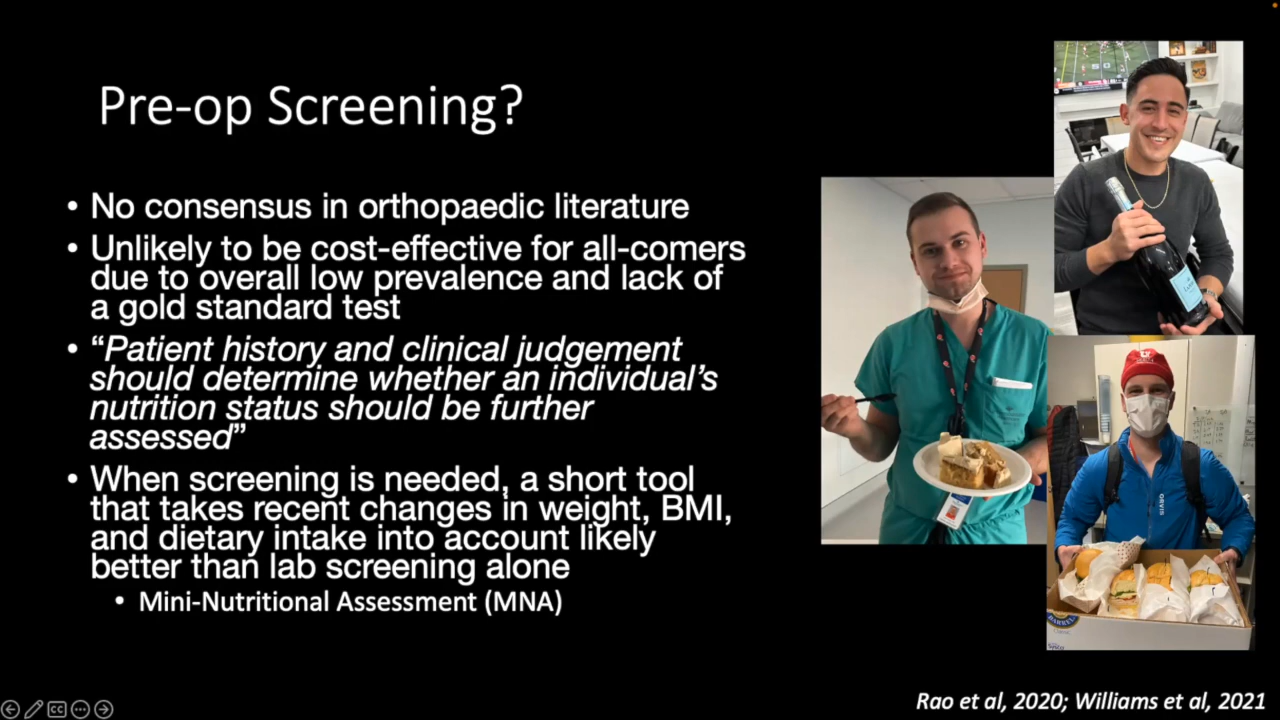 Pre-op Screening?
• No consensus in orthopaedic literature
• Unlikely to be cost-effective for all-comers
due to overall low prevalence and lack of
a gold standard test
• “Patient history and clinical judgement
should determine whether an individual’s
nutrition status should be further
assessed”
• When screening is needed, a short tool
that takes recent changes in weight, BMI,
and dietary intake into account likely
better than lab screening alone
• Mini-Nutritional Assessment (MNA)
ORVIS
BARREL
CC
Rao et al, 2020; Williams et al, 2021